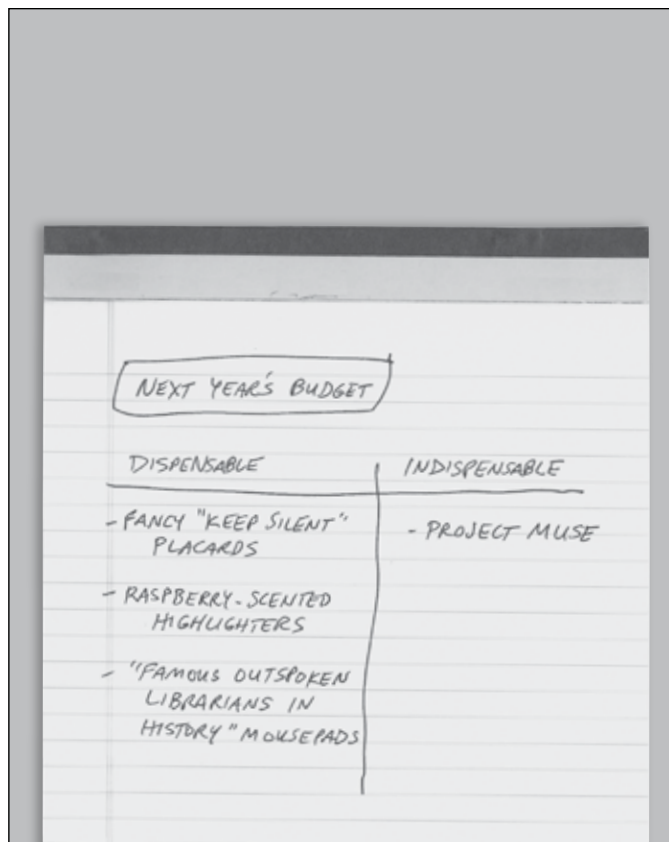 NEXT YEAR'S BUDGET
DISPENSABLE
- FANCY "KEEP SILENT"
PLACARDS
- RASPBERRY-SCENTED
HIGHLIGHTERS
- "FAMOUS OUTSPOKEN
LIBRARIANS IN
HISTORY" MOUSEPADS
INDISPENSABLE
- PROJECT MUSE